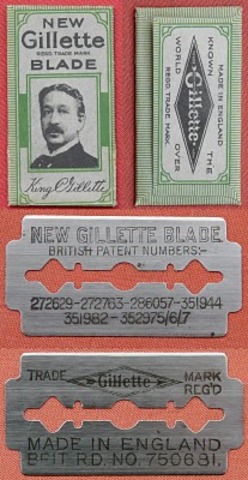 NEW
Gillette
REGD. TRADE MARK
BLADE
King C Gillette
MADE IN ENGLAND
KNOWN THE
Gillette
WORLD OVER
REGD. TRADE MARK
NEW GILLETTE BLADE
BRITISH PATENT NUMBERS:-
272629-272763-286057-351944
351982-352975/6/7
TRADE Gillette MARK
REG'D
MADE IN ENGLAND
BRIT. RD. NO. 750681.